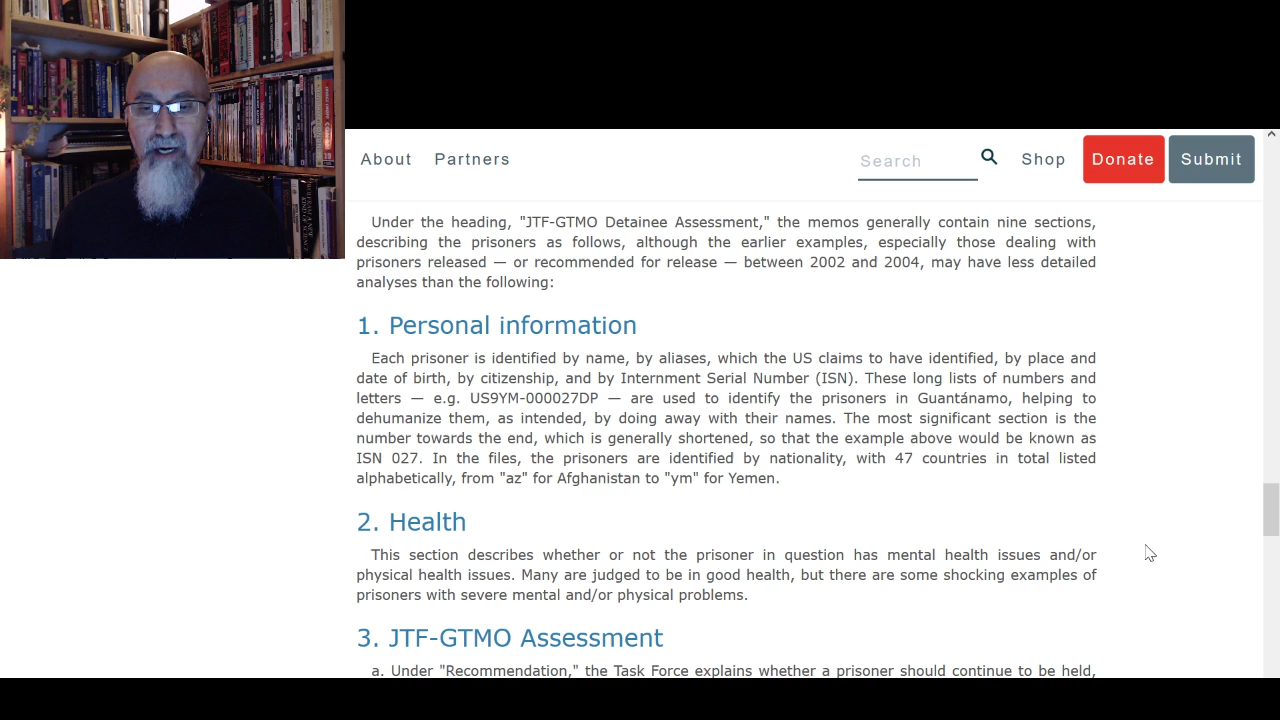 About Partners Search Shop Donate Submit
Under the heading, "JTF-GTMO Detainee Assessment," the memos generally contain nine sections,
describing the prisoners as follows, although the earlier examples, especially those dealing with
prisoners released — or recommended for release — between 2002 and 2004, may have less detailed
analyses than the following:
1. Personal information
Each prisoner is identified by name, by aliases, which the US claims to have identified, by place and
date of birth, by citizenship, and by Internment Serial Number (ISN). These long lists of numbers and
letters — e.g. US9YM-000027DP — are used to identify the prisoners in Guantánamo, helping to
dehumanize them, as intended, by doing away with their names. The most significant section is the
number towards the end, which is generally shortened, so that the example above would be known as
ISN 027. In the files, the prisoners are identified by nationality, with 47 countries in total listed
alphabetically, from "az" for Afghanistan to "ym" for Yemen.
2. Health
This section describes whether or not the prisoner in question has mental health issues and/or
physical health issues. Many are judged to be in good health, but there are some shocking examples of
prisoners with severe mental and/or physical problems.
3. JTF-GTMO Assessment
a. Under "Recommendation," the Task Force explains whether a prisoner should continue to be held,